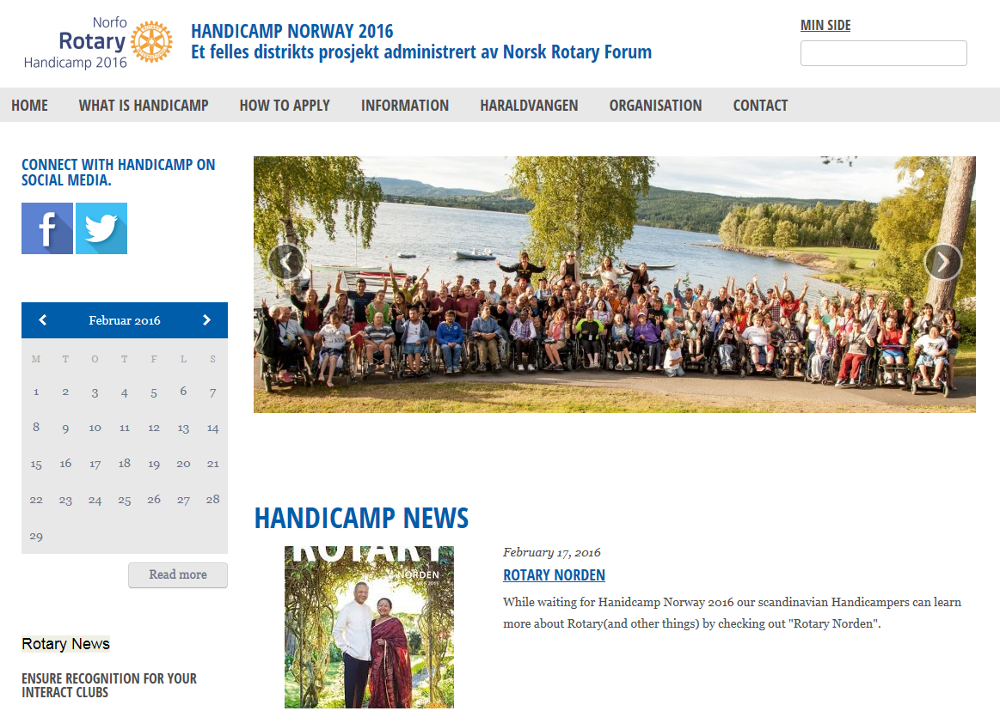 Norfo
Rotary
Handicamp 2016
HANDICAMP NORWAY 2016
Et felles distrikts prosjekt administrert av Norsk Rotary Forum
MIN SIDE
HOME WHAT IS HANDICAMP HOW TO APPLY INFORMATION HARALDVANGEN ORGANISATION CONTACT
CONNECT WITH HANDICAMP ON
SOCIAL MEDIA.
Februar 2016
M T O T F L S
1 2 3 4 5 6 7
8 9 10 11 12 13 14
15 16 17 18 19 20 21
22 23 24 25 26 27 28
29
Read more
Rotary News
ENSURE RECOGNITION FOR YOUR
INTERACT CLUBS
HANDICAMP NEWS
ROTARY
NORDEN
February 17, 2016
ROTARY NORDEN
While waiting for Hanidcamp Norway 2016 our scandinavian Handicampers can learn
more about Rotary(and other things) by checking out "Rotary Norden".